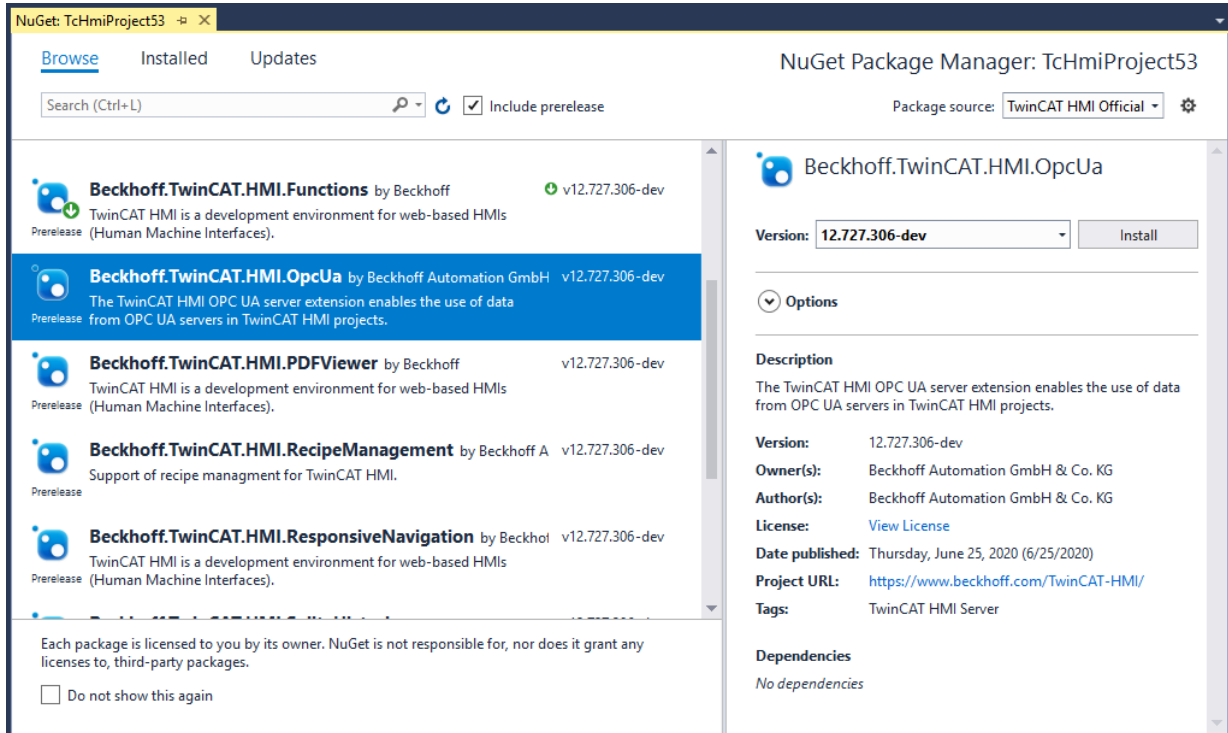 NuGet: TcHmiProject53
Browse Installed Updates
NuGet Package Manager: TcHmiProject53
Search (Ctrl+L)
Include prerelease
Package source: TwinCAT HMI Official
Beckhoff.TwinCAT.HMI.Functions by Beckhoff v12.727.306-dev
TwinCAT HMI is a development environment for web-based HMIs
Prerelease (Human Machine Interfaces).
Beckhoff.TwinCAT.HMI.OpcUa by Beckhoff Automation GmbH v12.727.306-dev
The TwinCAT HMI OPC UA server extension enables the use of data
Prerelease from OPC UA servers in TwinCAT HMI projects.
Beckhoff.TwinCAT.HMI.PDFViewer by Beckhoff v12.727.306-dev
TwinCAT HMI is a development environment for web-based HMIs
Prerelease (Human Machine Interfaces).
Beckhoff.TwinCAT.HMI.RecipeManagement by Beckhoff A v12.727.306-dev
Support of recipe managment for TwinCAT HMI.
Prerelease
Beckhoff.TwinCAT.HMI.ResponsiveNavigation by Beckhof v12.727.306-dev
TwinCAT HMI is a development environment for web-based HMIs
Prerelease (Human Machine Interfaces).
Each package is licensed to you by its owner. NuGet is not responsible for, nor does it grant any
licenses to, third-party packages.
Do not show this again
Beckhoff.TwinCAT.HMI.OpcUa
Version: 12.727.306-dev Install
Options
Description
The TwinCAT HMI OPC UA server extension enables the use of data
from OPC UA servers in TwinCAT HMI projects.
Version: 12.727.306-dev
Owner(s): Beckhoff Automation GmbH & Co. KG
Author(s): Beckhoff Automation GmbH & Co. KG
License: View License
Date published: Thursday, June 25, 2020 (6/25/2020)
Project URL: https://www.beckhoff.com/TwinCAT-HMI/
Tags: TwinCAT HMI Server
Dependencies
No dependencies